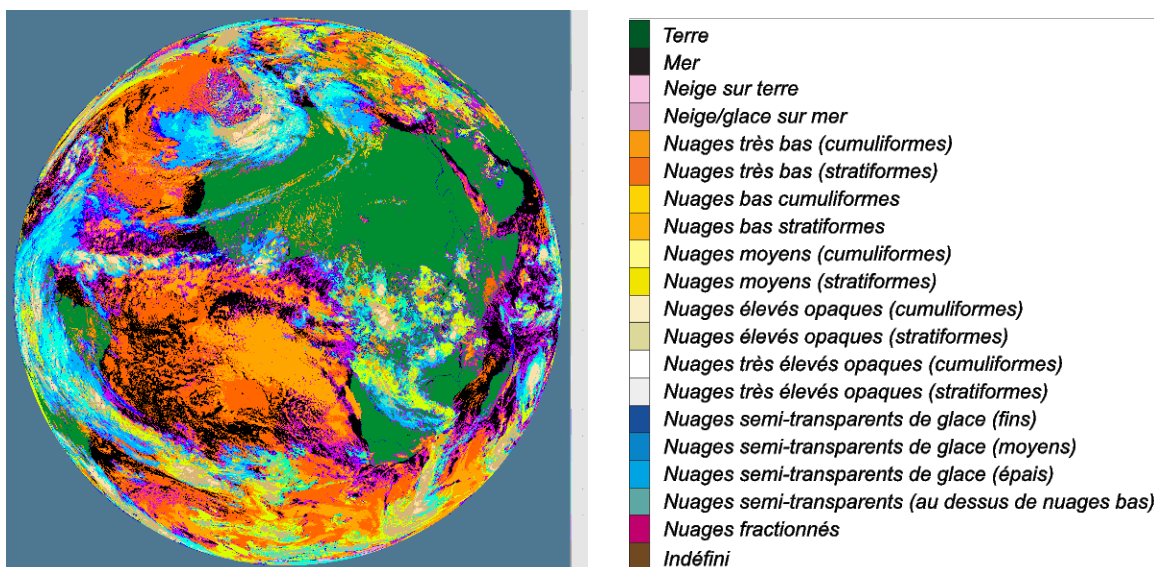 Terre
Mer
Neige sur terre
Neige/glace sur mer
Nuages très bas (cumuliformes)
Nuages très bas (stratiformes)
Nuages bas cumuliformes
Nuages bas stratiformes
Nuages moyens (cumuliformes)
Nuages moyens (stratiformes)
Nuages élevés opaques (cumuliformes)
Nuages élevés opaques (stratiformes)
Nuages très élevés opaques (cumuliformes)
Nuages très élevés opaques (stratiformes)
Nuages semi-transparents de glace (fins)
Nuages semi-transparents de glace (moyens)
Nuages semi-transparents de glace (épais)
Nuages semi-transparents (au dessus de nuages bas)
Nuages fractionnés
Indéfini